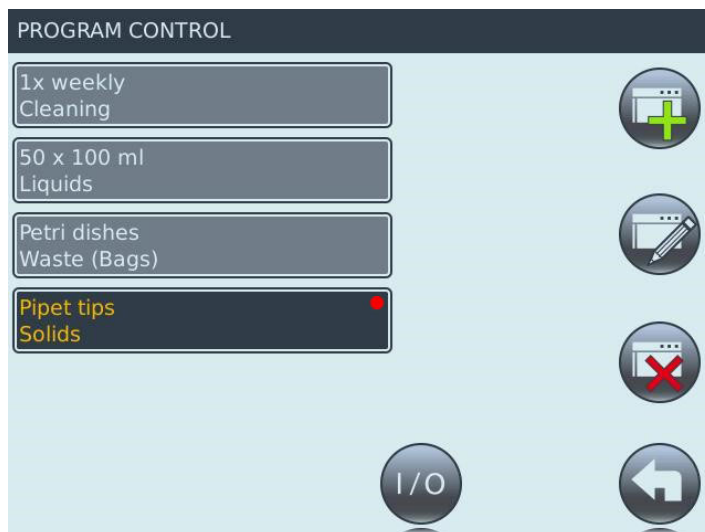 PROGRAM CONTROL
1x weekly
Cleaning
50 x 100 ml
Liquids
Petri dishes
Waste (Bags)
Pipet tips
Solids
I/O